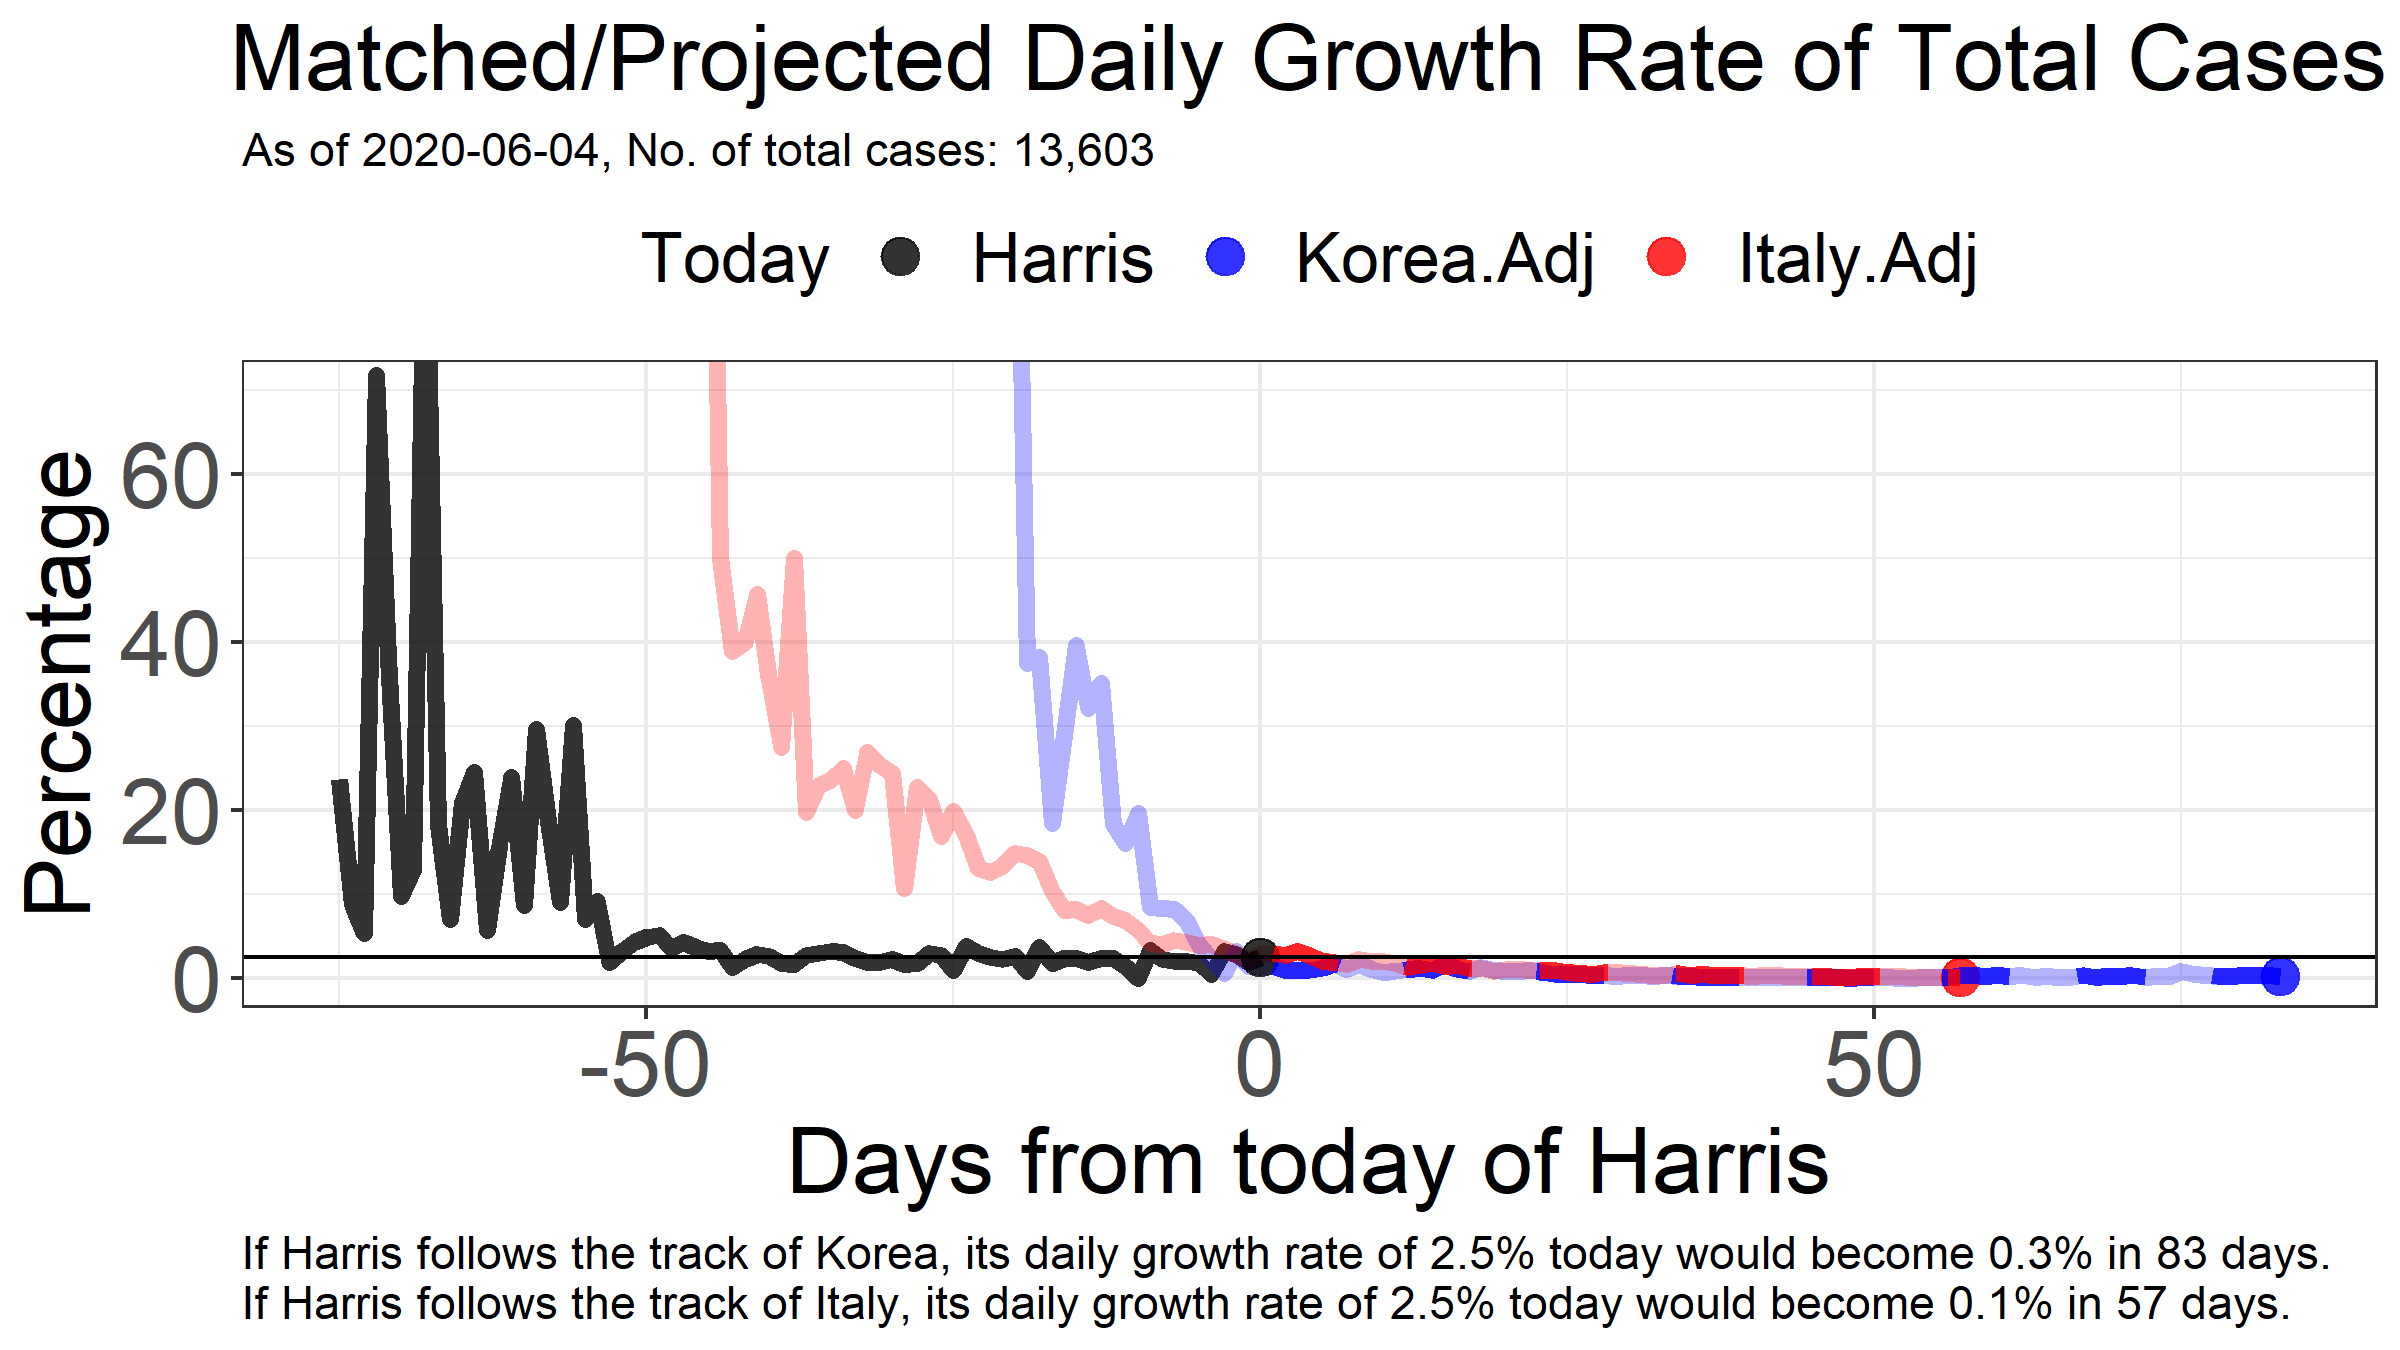 Matched/Projected Daily Growth Rate of Total Cases
As of 2020-06-04, No. of total cases: 13,603
Today Harris Korea.Adj Italy.Adj
Percentage
60
40
20
0
-50 0 50
Days from today of Harris
If Harris follows the track of Korea, its daily growth rate of 2.5% today would become 0.3% in 83 days.
If Harris follows the track of Italy, its daily growth rate of 2.5% today would become 0.1% in 57 days.